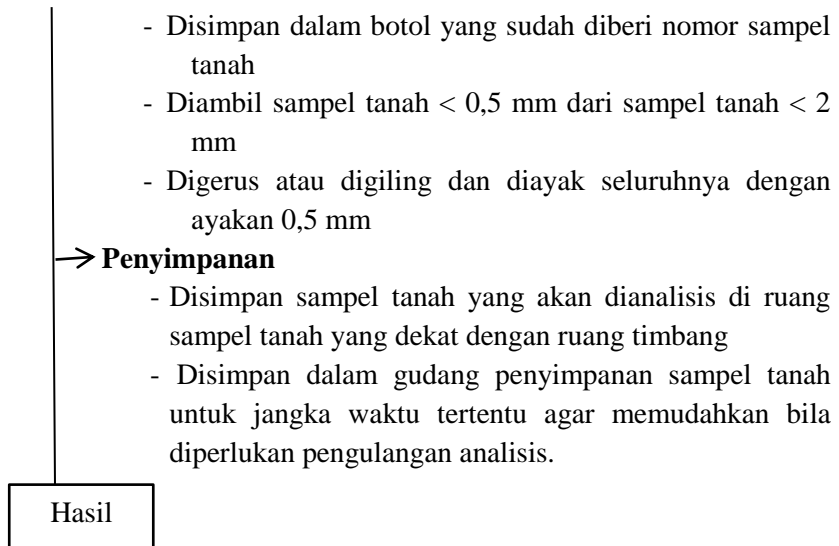 - Disimpan dalam botol yang sudah diberi nomor sampel
tanah
- Diambil sampel tanah < 0,5 mm dari sampel tanah < 2
mm
- Digerus atau digiling dan diayak seluruhnya dengan
ayakan 0,5 mm
Penyimpanan
- Disimpan sampel tanah yang akan dianalisis di ruang
sampel tanah yang dekat dengan ruang timbang
- Disimpan dalam gudang penyimpanan sampel tanah
untuk jangka waktu tertentu agar memudahkan bila
diperlukan pengulangan analisis.
Hasil